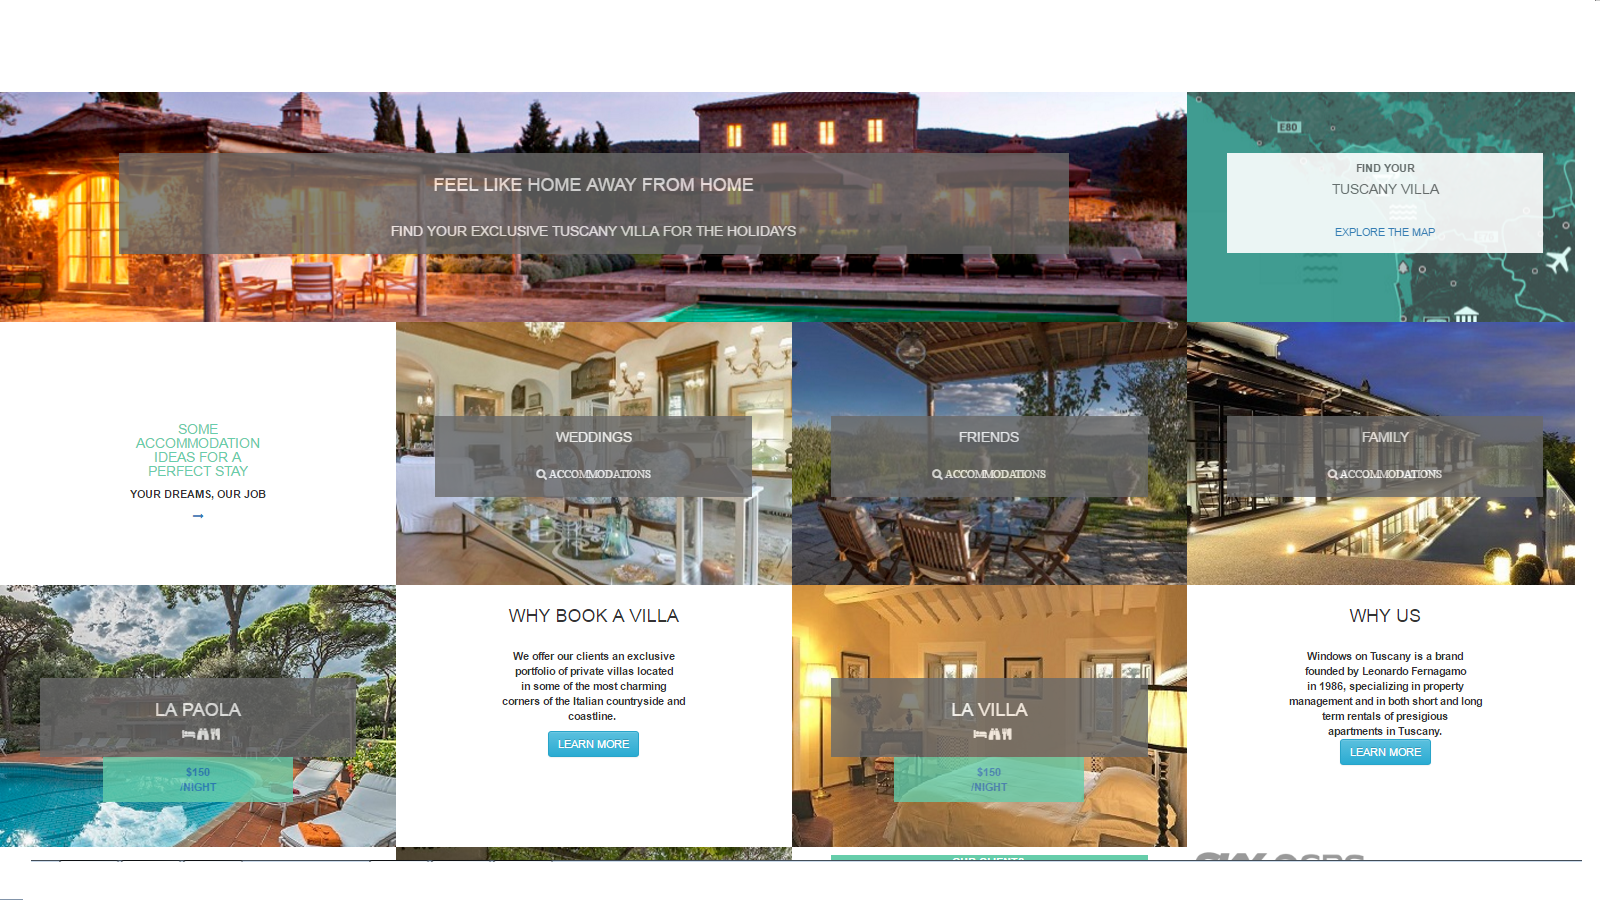 FEEL LIKE HOME AWAY FROM HOME
FIND YOUR EXCLUSIVE TUSCANY VILLA FOR THE HOLIDAYS
E80
FIND YOUR
TUSCANY VILLA
EXPLORE THE MAP
SOME
ACCOMMODATION
IDEAS FOR A
PERFECT STAY
YOUR DREAMS, OUR JOB
→
WEDDINGS
ACCOMMODATIONS
FRIENDS
ACCOMMODATIONS
FAMILY
ACCOMMODATIONS
LA PAOLA
$150
/NIGHT
WHY BOOK A VILLA
We offer our clients an exclusive
portfolio of private villas located
in some of the most charming
corners of the Italian countryside and
coastline.
LEARN MORE
LA VILLA
$150
/NIGHT
WHY US
Windows on Tuscany is a brand
founded by Leonardo Fernagamo
in 1986, specializing in property
management and in both short and long
term rentals of presigious
apartments in Tuscany.
LEARN MORE